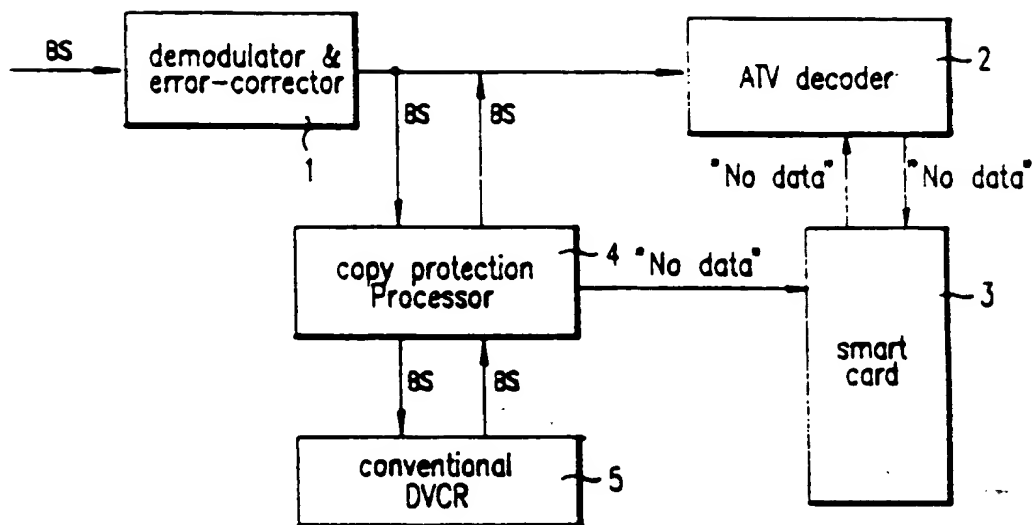 BS
demodulator &
error-corrector
1
ATV decoder
2
BS
BS
"No data"
"No data"
copy protection
Processor
4
"No data"
smart
card
3
BS
BS
conventional
DVCR
5